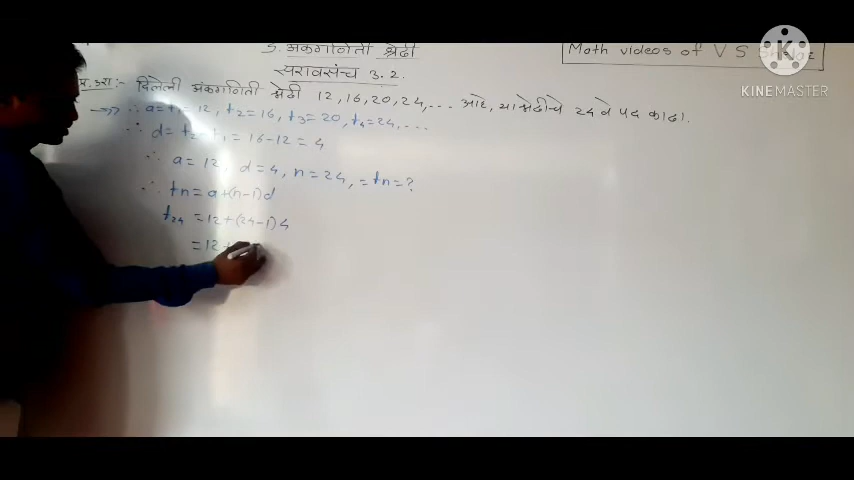 3. अंकगणिती श्रेढी
Math videos of V S
सरावसंच 3.2.
प्र. 3रा:- दिलेली अंकगणिती श्रेढी 12, 16, 20, 24, ... आहे, या श्रेढीचे 24 वे पद काढा.
∴ a = t₁ = 12, t₂ = 16, t₃ = 20, t₄ = 24, ...
∴ d = t₂ - t₁ = 16 - 12 = 4
∴ a = 12, d = 4, n = 24, = tn = ?
∴ tn = a + (n - 1) d
t₂₄ = 12 + (24 - 1) 4
= 12 +
K
KINEMASTER